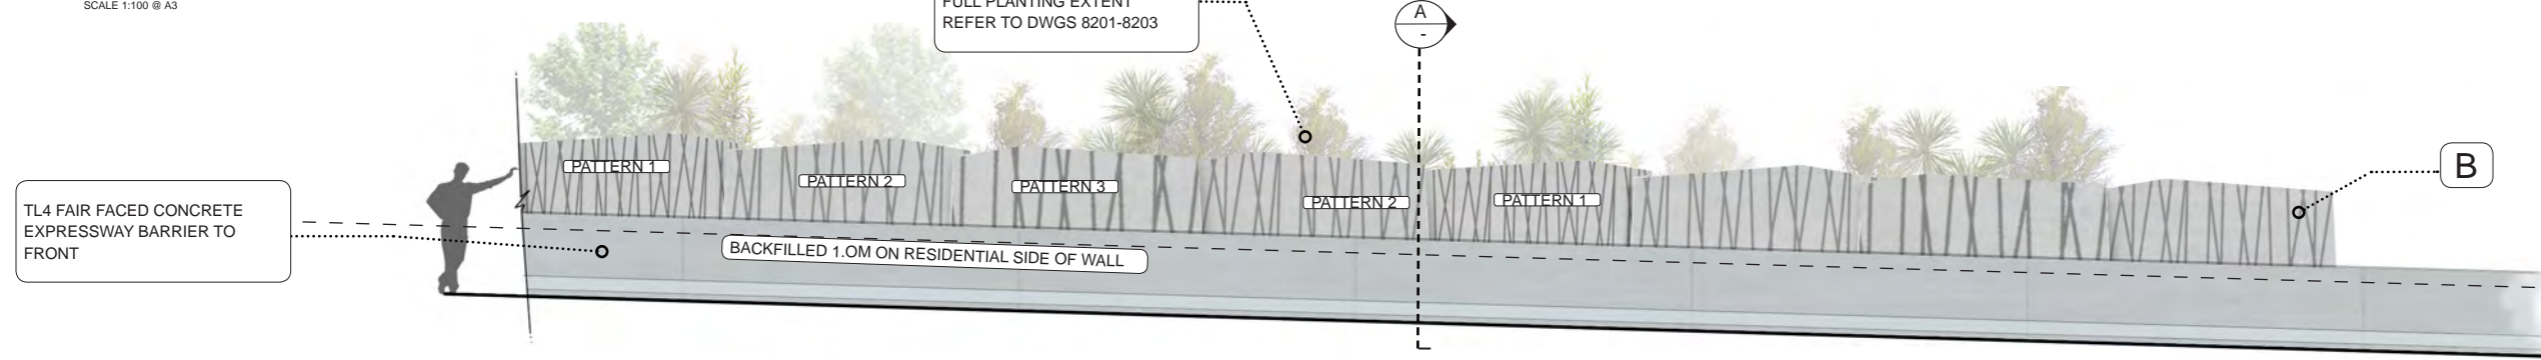 SCALE 1:100 @ A3
FULL PLANTING EXTENT
REFER TO DWGS 8201-8203
A
-
PATTERN 1
PATTERN 2
PATTERN 3
PATTERN 2
PATTERN 1
B
TL4 FAIR FACED CONCRETE
EXPRESSWAY BARRIER TO
FRONT
BACKFILLED 1.OM ON RESIDENTIAL SIDE OF WALL